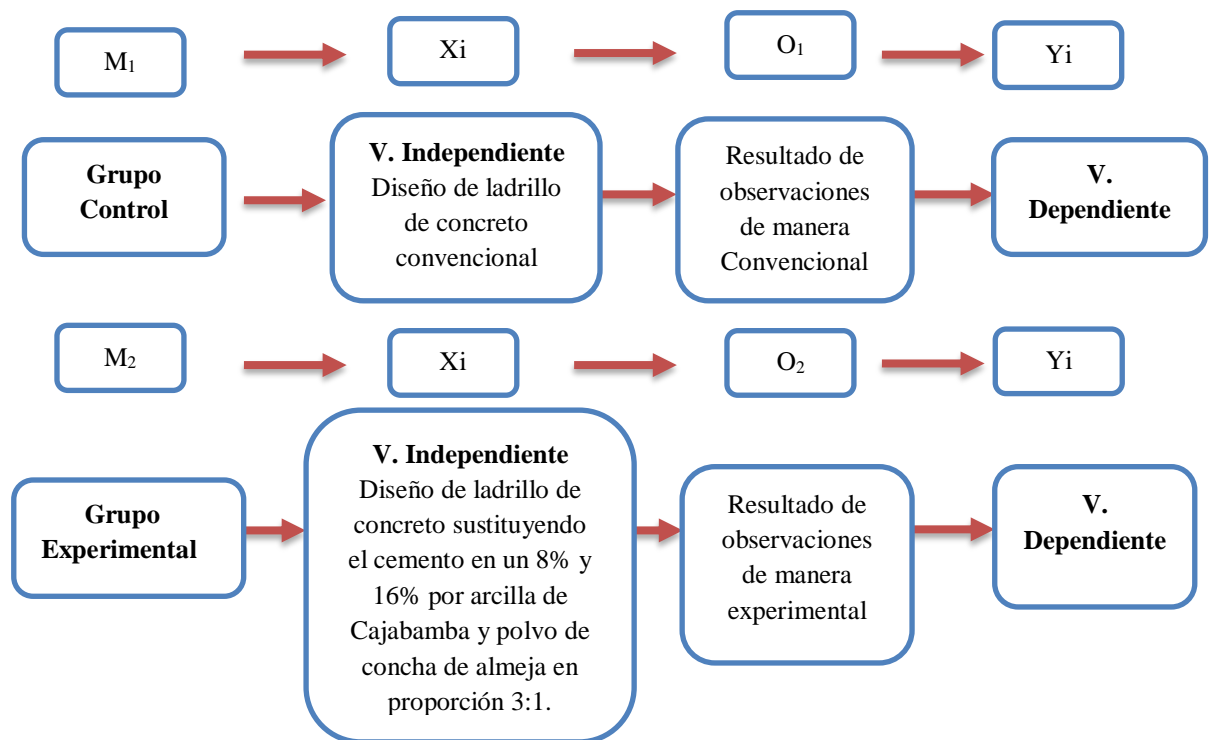 M₁
Xi
O₁
Yi
Grupo
Control
V. Independiente
Diseño de ladrillo
de concreto
convencional
Resultado de
observaciones
de manera
Convencional
V.
Dependiente
M₂
Xi
O₂
Yi
Grupo
Experimental
V. Independiente
Diseño de ladrillo de
concreto sustituyendo
el cemento en un 8% y
16% por arcilla de
Cajabamba y polvo de
concha de almeja en
proporción 3:1.
Resultado de
observaciones
de manera
experimental
V.
Dependiente